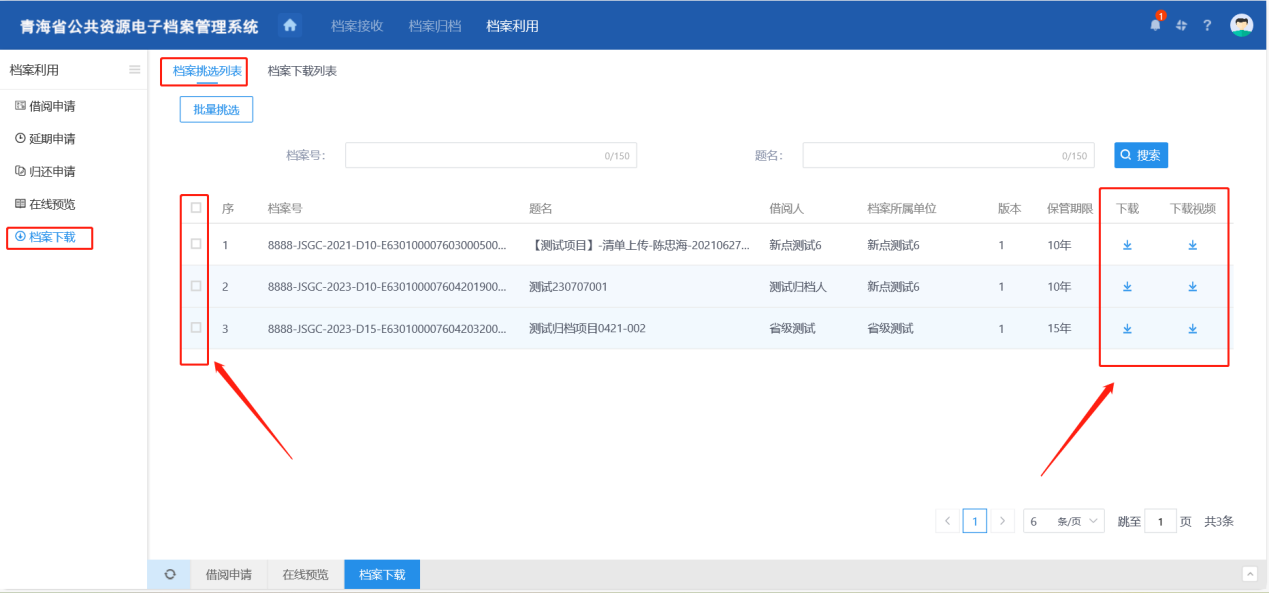 青海省公共资源电子档案管理系统 档案接收 档案归档 档案利用 1
档案利用
借阅申请
延期申请
归还申请
在线预览
档案下载
档案挑选列表 档案下载列表
批量挑选
档案号: 0/150 题名: 0/150 搜索
序 档案号 题名 借阅人 档案所属单位 版本 保管期限 下载 下载视频
1 8888-JSGC-2021-D10-E630100007603000500... 【测试项目】-清单上传-陈忠海-20210627... 新点测试6 新点测试6 1 10年
2 8888-JSGC-2023-D10-E630100007604201900... 测试230707001 测试归档人 新点测试6 1 10年
3 8888-JSGC-2023-D15-E630100007604203200... 测试归档项目0421-002 省级测试 省级测试 1 15年
1 6 条/页 跳至 1 页 共3条
借阅申请 在线预览 档案下载